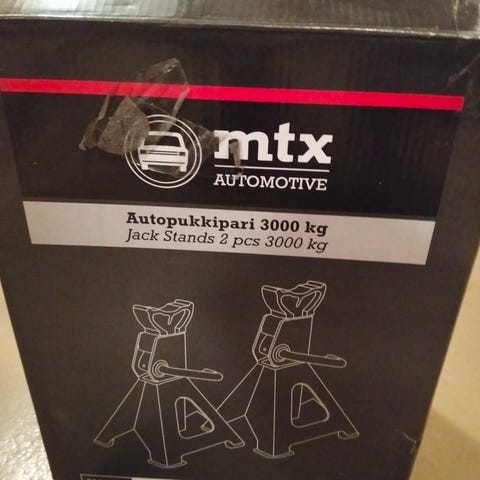 mtx
AUTOMOTIVE
Autopukkipari 3000 kg
Jack Stands 2 pcs 3000 kg